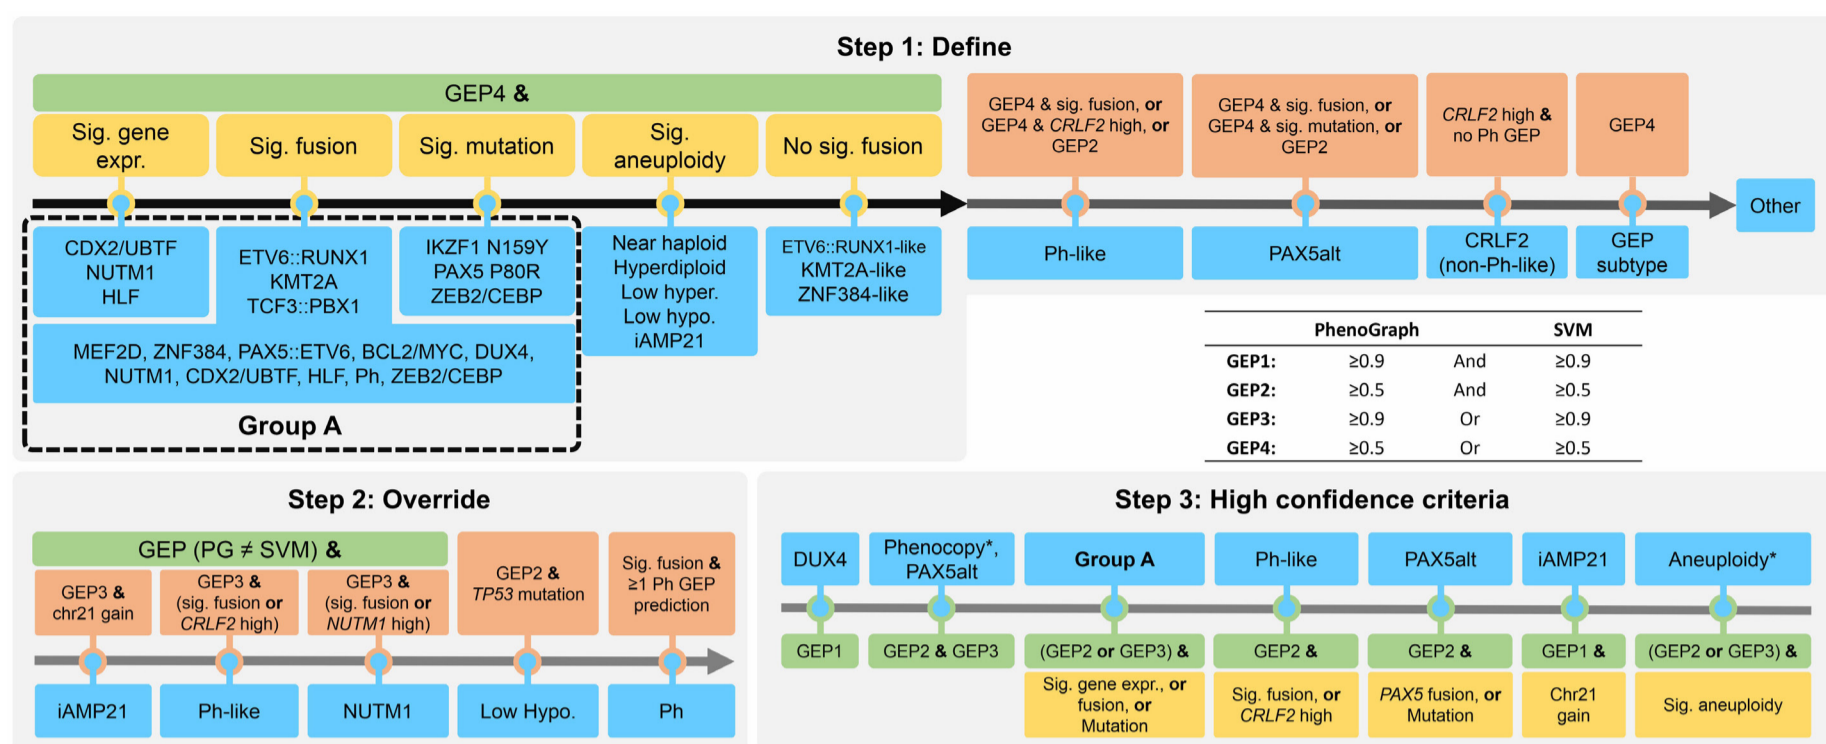 Step 1: Define
GEP4 &
Sig. gene
expr.
Sig. fusion
Sig. mutation
Sig.
aneuploidy
No sig. fusion
GEP4 & sig. fusion, or
GEP4 & CRLF2 high, or
GEP2
GEP4 & sig. fusion, or
GEP4 & sig. mutation, or
GEP2
CRLF2 high &
no Ph GEP
GEP4
CDX2/UBTF
NUTM1
HLF
ETV6::RUNX1
KMT2A
TCF3::PBX1
IKZF1 N159Y
PAX5 P80R
ZEB2/CEBP
Near haploid
Hyperdiploid
Low hyper.
Low hypo.
iAMP21
ETV6::RUNX1-like
KMT2A-like
ZNF384-like
Ph-like
PAX5alt
CRLF2
(non-Ph-like)
GEP
subtype
Other
MEF2D, ZNF384, PAX5::ETV6, BCL2/MYC, DUX4,
NUTM1, CDX2/UBTF, HLF, Ph, ZEB2/CEBP
Group A
PhenoGraph SVM
GEP1: ≥0.9 And ≥0.9
GEP2: ≥0.5 And ≥0.5
GEP3: ≥0.9 Or ≥0.9
GEP4: ≥0.5 Or ≥0.5
Step 2: Override
GEP (PG ≠ SVM) &
GEP3 &
chr21 gain
GEP3 &
(sig. fusion or
CRLF2 high)
GEP3 &
(sig. fusion or
NUTM1 high)
GEP2 &
TP53 mutation
Sig. fusion &
≥1 Ph GEP
prediction
iAMP21
Ph-like
NUTM1
Low Hypo.
Ph
Step 3: High confidence criteria
DUX4
Phenocopy*,
PAX5alt
Group A
Ph-like
PAX5alt
iAMP21
Aneuploidy*
GEP1
GEP2 & GEP3
(GEP2 or GEP3) &
GEP2 &
GEP2 &
GEP1 &
(GEP2 or GEP3) &
Sig. gene expr., or
fusion, or
Mutation
Sig. fusion, or
CRLF2 high
PAX5 fusion, or
Mutation
Chr21
gain
Sig. aneuploidy